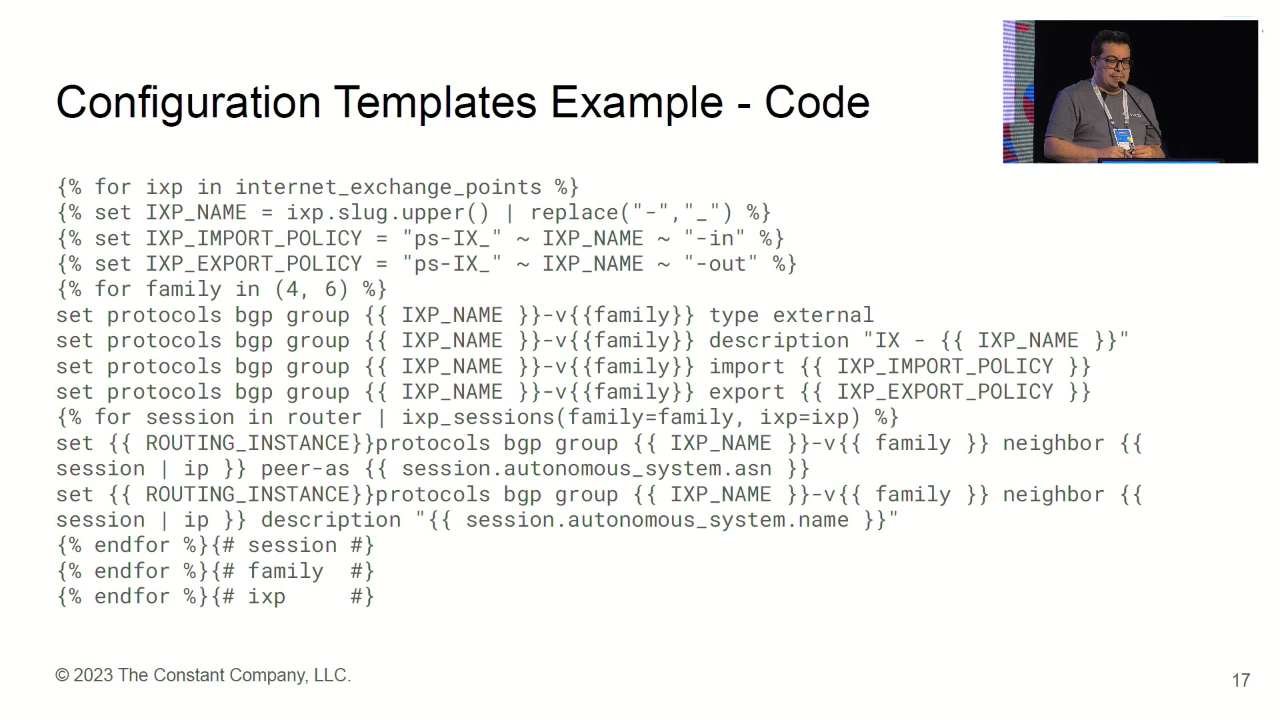 Configuration Templates Example - Code
{% for ixp in internet_exchange_points %}
{% set IXP_NAME = ixp.slug.upper() | replace("-","_") %}
{% set IXP_IMPORT_POLICY = "ps-IX_" ~ IXP_NAME ~ "-in" %}
{% set IXP_EXPORT_POLICY = "ps-IX_" ~ IXP_NAME ~ "-out" %}
{% for family in (4, 6) %}
set protocols bgp group {{ IXP_NAME }}-v{{family}} type external
set protocols bgp group {{ IXP_NAME }}-v{{family}} description "IX - {{ IXP_NAME }}"
set protocols bgp group {{ IXP_NAME }}-v{{family}} import {{ IXP_IMPORT_POLICY }}
set protocols bgp group {{ IXP_NAME }}-v{{family}} export {{ IXP_EXPORT_POLICY }}
{% for session in router | ixp_sessions(family=family, ixp=ixp) %}
set {{ ROUTING_INSTANCE}}protocols bgp group {{ IXP_NAME }}-v{{ family }} neighbor {{
session | ip }} peer-as {{ session.autonomous_system.asn }}
set {{ ROUTING_INSTANCE}}protocols bgp group {{ IXP_NAME }}-v{{ family }} neighbor {{
session | ip }} description "{{ session.autonomous_system.name }}"
{% endfor %}{# session #}
{% endfor %}{# family  #}
{% endfor %}{# ixp     #}
© 2023 The Constant Company, LLC.
17